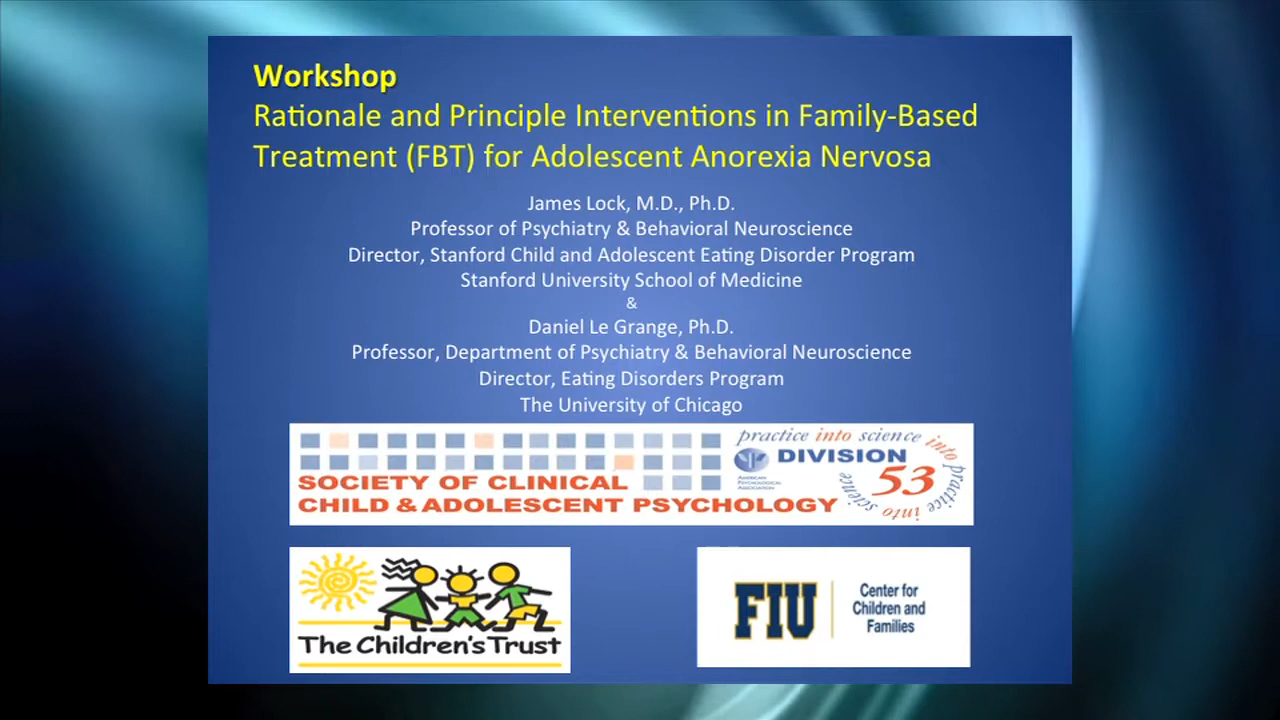 Workshop
Rationale and Principle Interventions in Family-Based
Treatment (FBT) for Adolescent Anorexia Nervosa
James Lock, M.D., Ph.D.
Professor of Psychiatry & Behavioral Neuroscience
Director, Stanford Child and Adolescent Eating Disorder Program
Stanford University School of Medicine
&
Daniel Le Grange, Ph.D.
Professor, Department of Psychiatry & Behavioral Neuroscience
Director, Eating Disorders Program
The University of Chicago
SOCIETY OF CLINICAL
CHILD & ADOLESCENT PSYCHOLOGY
practice into science into practice into science into
AMERICAN
PSYCHOLOGICAL
ASSOCIATION
DIVISION
53
The Children's Trust
FIU
Center for
Children and
Families